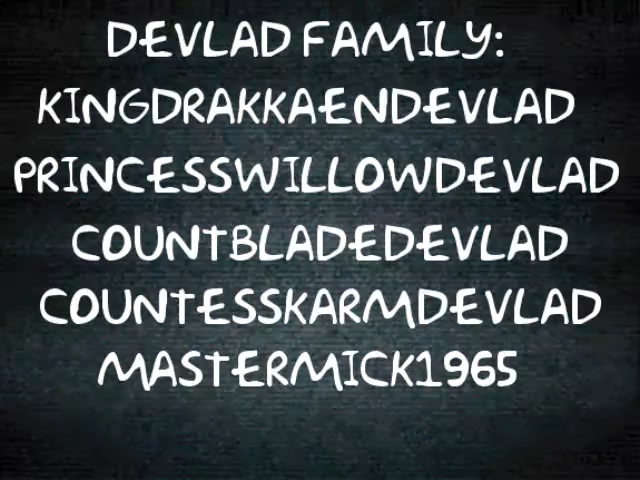 DEVLAD FAMILY:
KINGDRAKKAENDEVLAD
PRINCESSWILLOWDEVLAD
COUNTBLADEDEVLAD
COUNTESSKARMDEVLAD
MASTERMICK1965